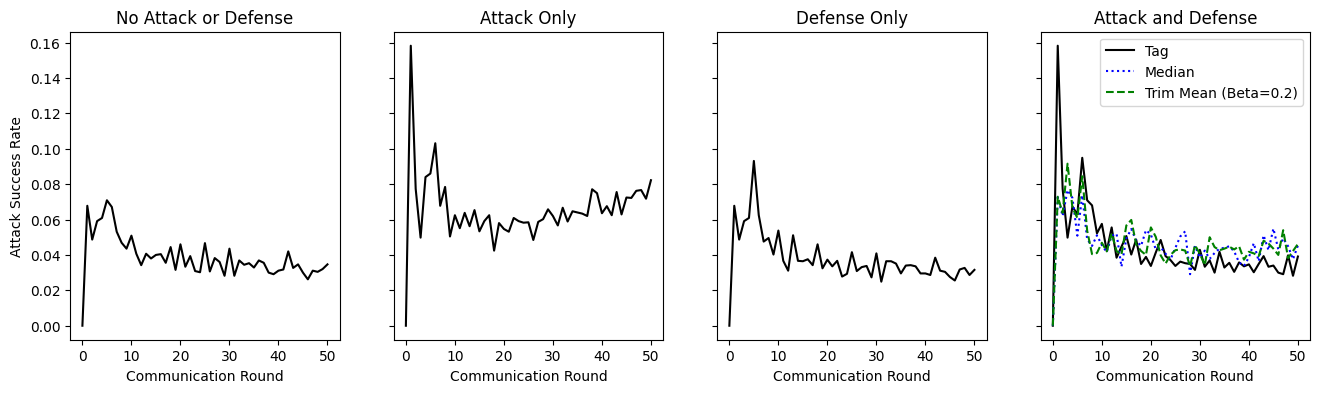 No Attack or Defense
Attack Only
Defense Only
Attack and Defense
Attack Success Rate
0.16
0.14
0.12
0.10
0.08
0.06
0.04
0.02
0.00
Tag
Median
Trim Mean (Beta=0.2)
0 10 20 30 40 50
0 10 20 30 40 50
0 10 20 30 40 50
0 10 20 30 40 50
Communication Round
Communication Round
Communication Round
Communication Round